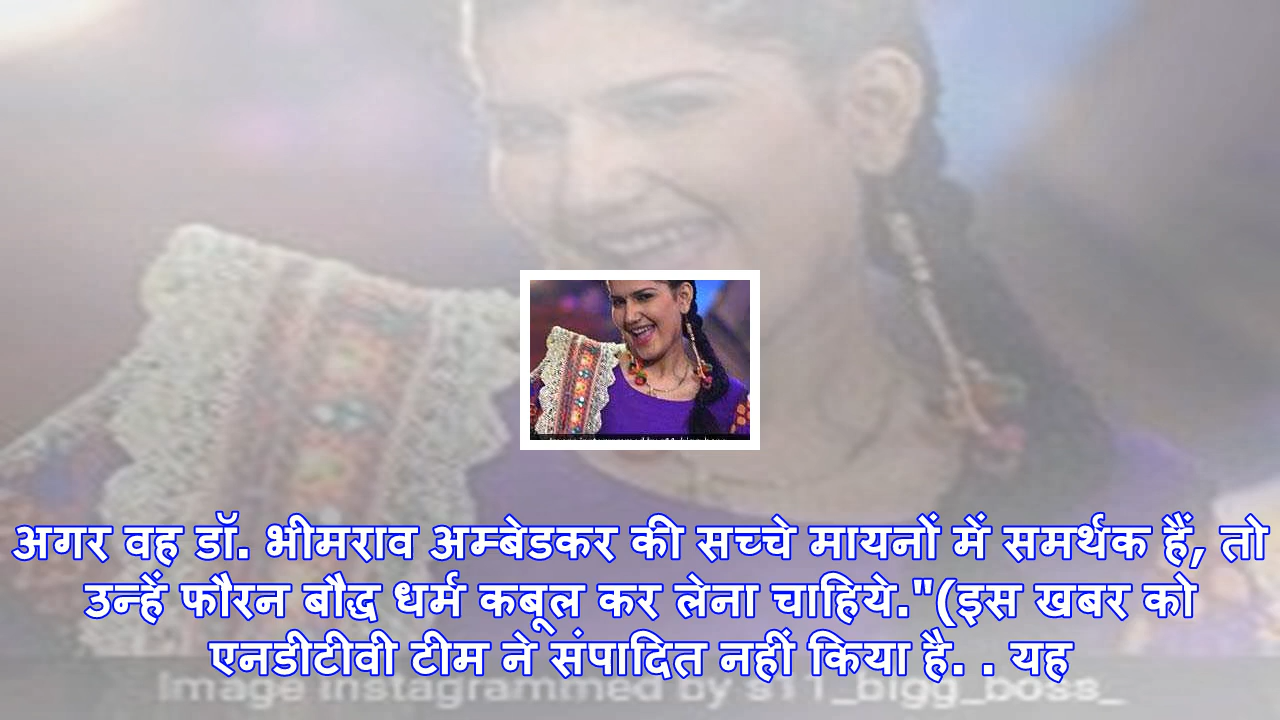 अगर वह डॉ. भीमराव अम्बेडकर की सच्चे मायनों में समर्थक हैं, तो
उन्हें फौरन बौद्ध धर्म कबूल कर लेना चाहिये."(इस खबर को
एनडीटीवी टीम ने संपादित नहीं किया है. . यह
Image Instagrammed by s11_bigg_boss_